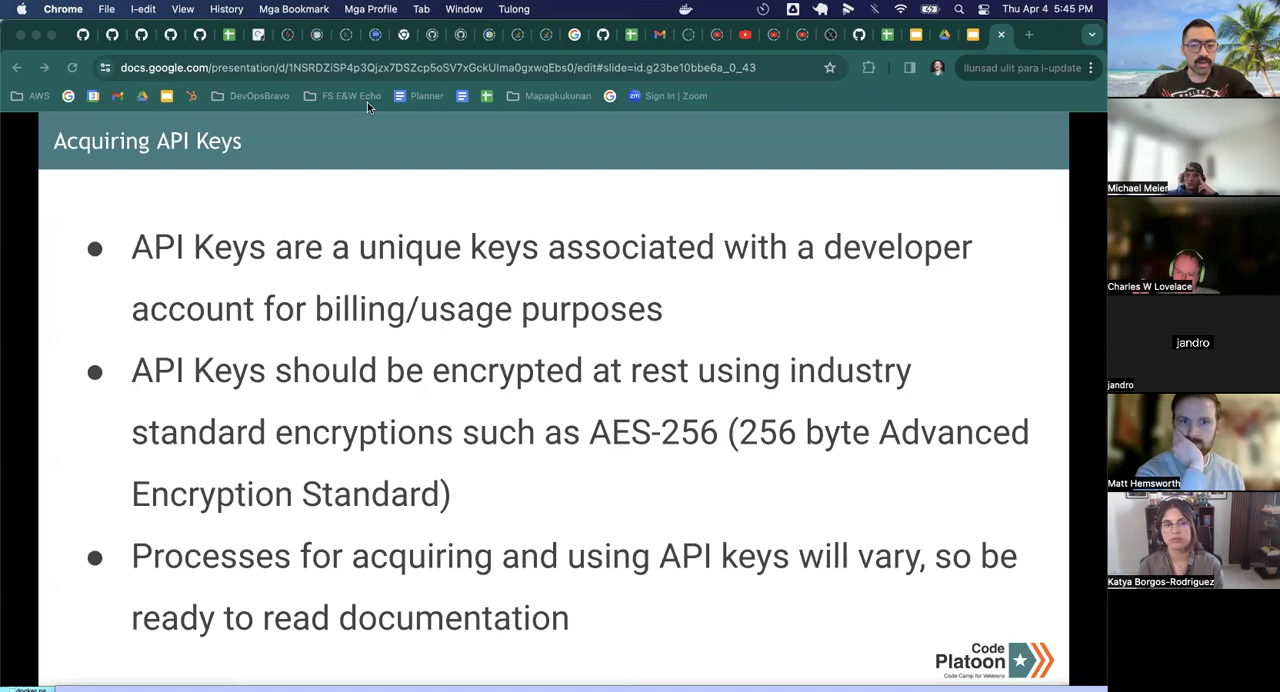 Chrome File I-edit View History Mga Bookmark Mga Profile Tab Window Tulong Thu Apr 4 5:45 PM
docs.google.com/presentation/d/1NSRDZiSP4p3Qjzx7DSZcp5oSV7xGckUna0gxwqEbs0/edit#slide=id.g23be10bbe6a_0_43
Ilunsad ulit para i-update
AWS DevOpsBravo FS E&W Echo Planner Mapagkukunan Sign In | Zoom
Acquiring API Keys
● API Keys are a unique keys associated with a developer
account for billing/usage purposes
● API Keys should be encrypted at rest using industry
standard encryptions such as AES-256 (256 byte Advanced
Encryption Standard)
● Processes for acquiring and using API keys will vary, so be
ready to read documentation
Code
Platoon
Code Camp for Veterans
Michael Meier
Charles W Lovelace
jandro
jandro
Matt Hemsworth
Katya Borgos-Rodriguez